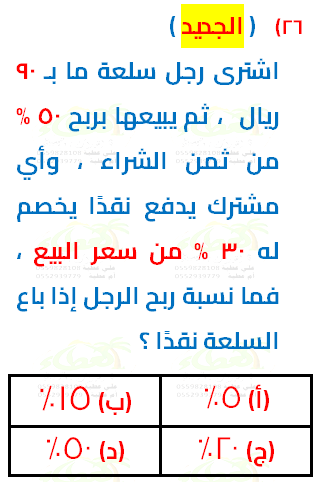 ٢٦) ( الجديد )
اشترى رجل سلعة ما بـ ٩٠
ريال ، ثم يبيعها بربح ٥٠ %
من ثمن الشراء ، وأي
مشترك يدفع نقدًا يخصم
له ٣٠ % من سعر البيع ،
فما نسبة ربح الرجل إذا باع
السلعة نقدًا ؟
(أ) ٥٪ (ب) ١٥٪
(ج) ٢٠٪ (د) ٥٠٪